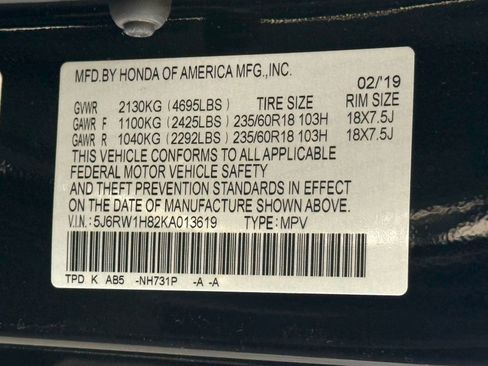 MFD.BY HONDA OF AMERICA MFG.,INC.
02/'19
GVWR 2130KG (4695LBS) TIRE SIZE RIM SIZE
GAWR F 1100KG (2425LBS) 235/60R18 103H 18X7.5J
GAWR R 1040KG (2292LBS) 235/60R18 103H 18X7.5J
THIS VEHICLE CONFORMS TO ALL APPLICABLE
FEDERAL MOTOR VEHICLE SAFETY
AND THEFT PREVENTION STANDARDS IN EFFECT
ON THE DATE OF MANUFACTURE SHOWN ABOVE.
V.I.N.: 5J6RW1H82KA013619 TYPE: MPV
TPD K AB5 -NH731P -A -A